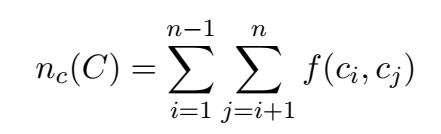 n_c(C) = \sum_{i=1}^{n-1} \sum_{j=i+1}^{n} f(c_i, c_j)